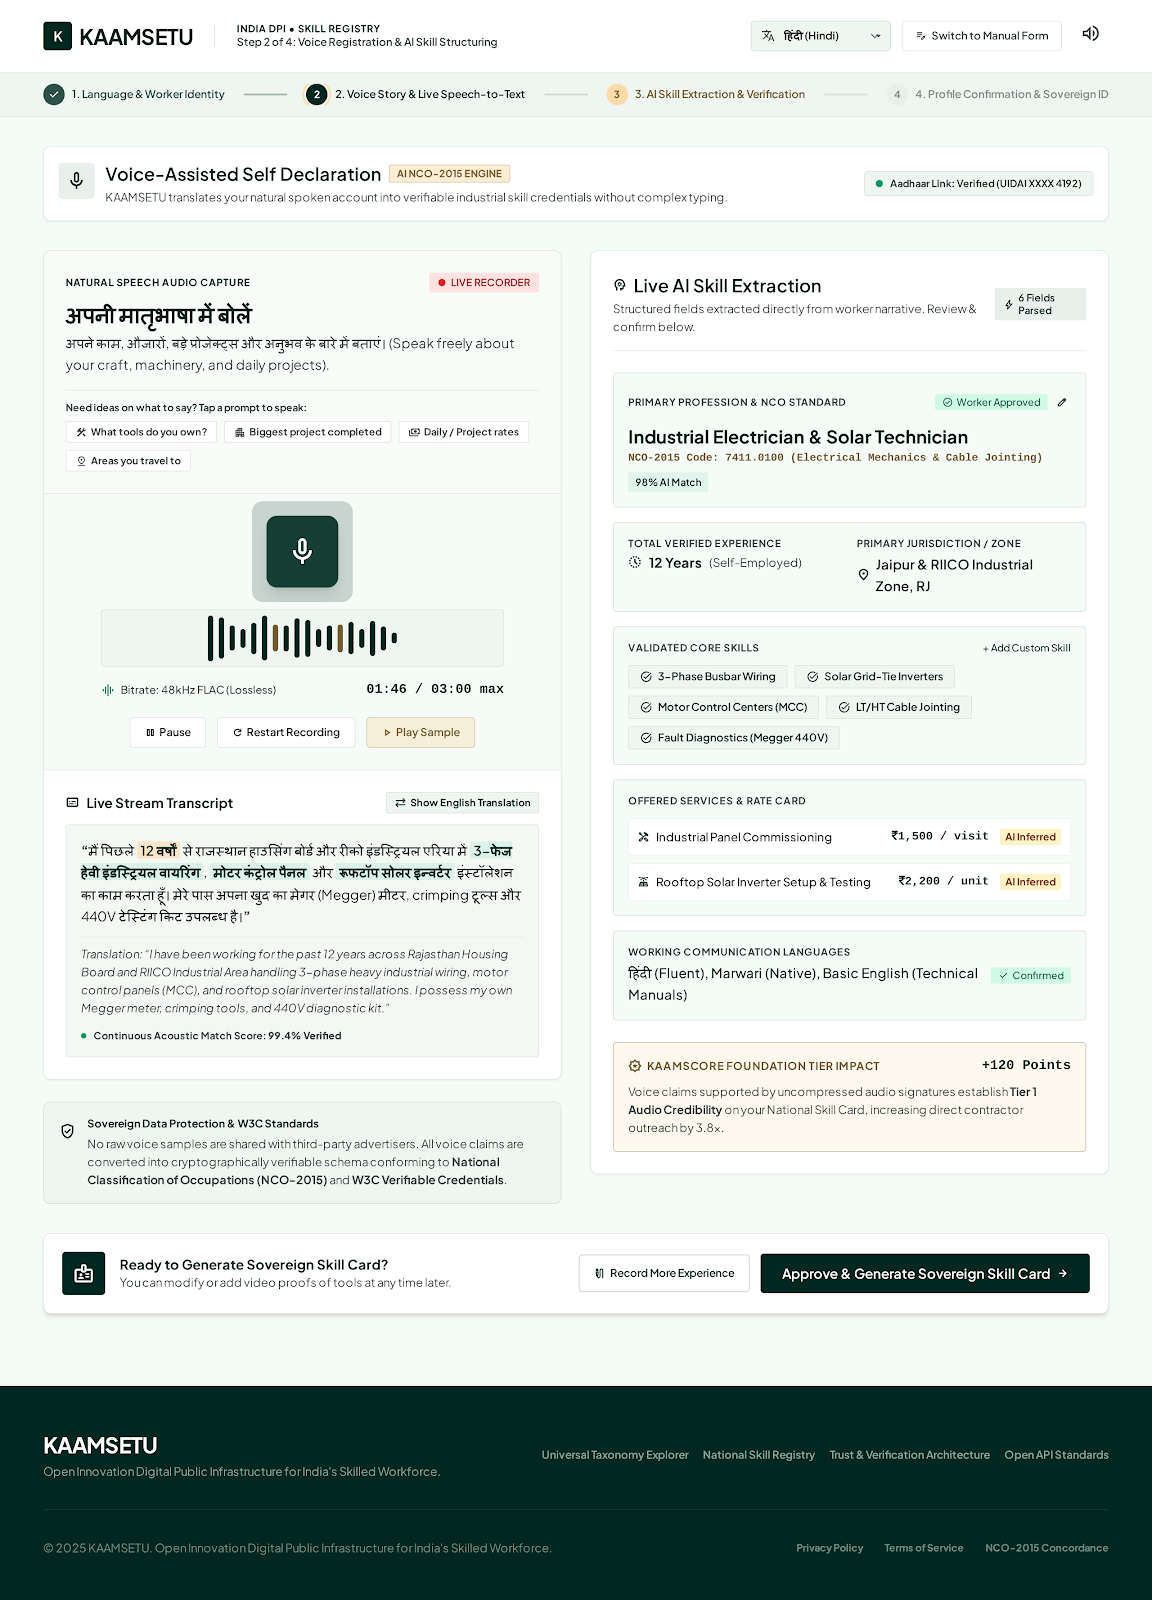 K KAAMSETU
INDIA DPI • SKILL REGISTRY
Step 2 of 4: Voice Registration & AI Skill Structuring
हिंदी (Hindi)
Switch to Manual Form
1. Language & Worker Identity
2 2. Voice Story & Live Speech-to-Text
3 3. AI Skill Extraction & Verification
4 4. Profile Confirmation & Sovereign ID
Voice-Assisted Self Declaration AI NCO-2015 ENGINE
KAAMSETU translates your natural spoken account into verifiable industrial skill credentials without complex typing.
Aadhaar Link: Verified (UIDAI XXXX 4192)
NATURAL SPEECH AUDIO CAPTURE
LIVE RECORDER
अपनी मातृभाषा में बोलें
अपने काम, औजारों, बड़े प्रोजेक्ट्स और अनुभव के बारे में बताएं। (Speak freely about
your craft, machinery, and daily projects).
Need ideas on what to say? Tap a prompt to speak:
What tools do you own?
Biggest project completed
Daily / Project rates
Areas you travel to
Bitrate: 48kHz FLAC (Lossless)
01:46 / 03:00 max
Pause
Restart Recording
Play Sample
Live Stream Transcript
Show English Translation
“मैं पिछले 12 वर्षों से राजस्थान हाउसिंग बोर्ड और रीको इंडस्ट्रियल एरिया में 3-फेज
हेवी इंडस्ट्रियल वायरिंग , मोटर कंट्रोल पैनल और रूफटॉप सोलर इन्वर्टर इंस्टॉलेशन
का काम करता हूँ। मेरे पास अपना खुद का मेगर (Megger) मीटर, crimping टूल्स और
440V टेस्टिंग किट उपलब्ध है।”
Translation: "I have been working for the past 12 years across Rajasthan Housing
Board and RIICO Industrial Area handling 3-phase heavy industrial wiring, motor
control panels (MCC), and rooftop solar inverter installations. I possess my own
Megger meter, crimping tools, and 440V diagnostic kit."
Continuous Acoustic Match Score: 99.4% Verified
Sovereign Data Protection & W3C Standards
No raw voice samples are shared with third-party advertisers. All voice claims are
converted into cryptographically verifiable schema conforming to National
Classification of Occupations (NCO-2015) and W3C Verifiable Credentials.
Live AI Skill Extraction
Structured fields extracted directly from worker narrative. Review &
confirm below.
6 Fields
Parsed
PRIMARY PROFESSION & NCO STANDARD
Worker Approved
Industrial Electrician & Solar Technician
NCO-2015 Code: 7411.0100 (Electrical Mechanics & Cable Jointing)
98% AI Match
TOTAL VERIFIED EXPERIENCE
12 Years (Self-Employed)
PRIMARY JURISDICTION / ZONE
Jaipur & RIICO Industrial
Zone, RJ
VALIDATED CORE SKILLS
+ Add Custom Skill
3-Phase Busbar Wiring
Solar Grid-Tie Inverters
Motor Control Centers (MCC)
LT/HT Cable Jointing
Fault Diagnostics (Megger 440V)
OFFERED SERVICES & RATE CARD
Industrial Panel Commissioning ₹1,500 / visit AI Inferred
Rooftop Solar Inverter Setup & Testing ₹2,200 / unit AI Inferred
WORKING COMMUNICATION LANGUAGES
हिंदी (Fluent), Marwari (Native), Basic English (Technical
Manuals)
Confirmed
KAAMSCORE FOUNDATION TIER IMPACT
+120 Points
Voice claims supported by uncompressed audio signatures establish Tier 1
Audio Credibility on your National Skill Card, increasing direct contractor
outreach by 3.8×.
Ready to Generate Sovereign Skill Card?
You can modify or add video proofs of tools at any time later.
Record More Experience
Approve & Generate Sovereign Skill Card →
KAAMSETU
Open Innovation Digital Public Infrastructure for India's Skilled Workforce.
Universal Taxonomy Explorer National Skill Registry Trust & Verification Architecture Open API Standards
© 2025 KAAMSETU. Open Innovation Digital Public Infrastructure for India's Skilled Workforce.
Privacy Policy Terms of Service NCO-2015 Concordance